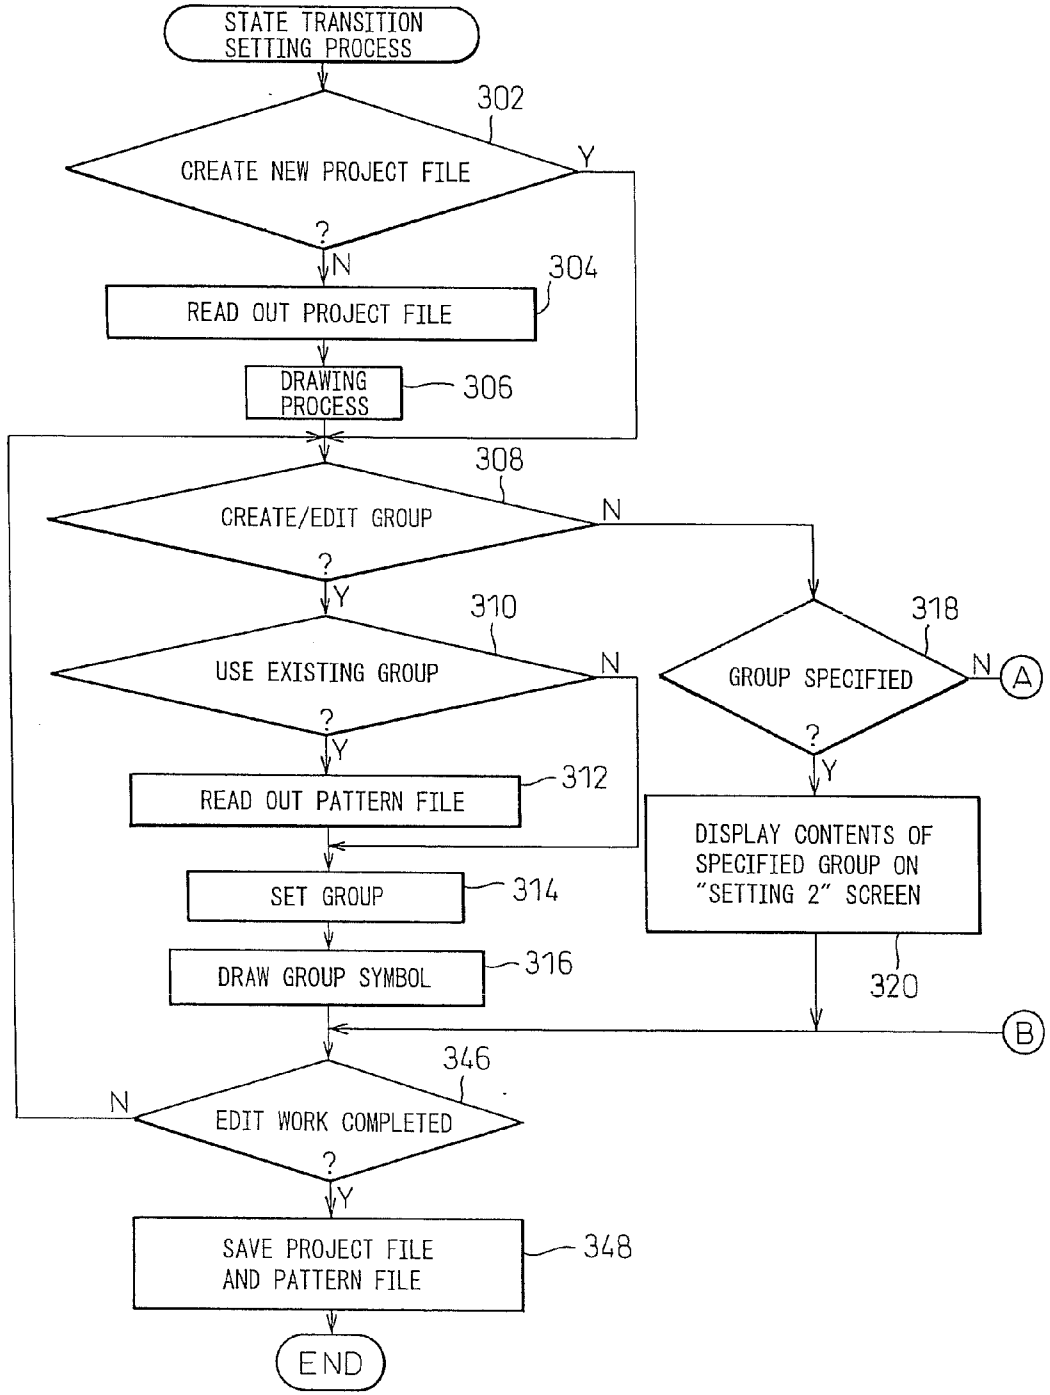 STATE TRANSITION
SETTING PROCESS
302
CREATE NEW PROJECT FILE
?
Y
N
304
READ OUT PROJECT FILE
306
DRAWING
PROCESS
308
CREATE/EDIT GROUP
?
N
Y
310
USE EXISTING GROUP
?
N
Y
318
GROUP SPECIFIED
?
N
A
Y
312
READ OUT PATTERN FILE
DISPLAY CONTENTS OF
SPECIFIED GROUP ON
"SETTING 2" SCREEN
320
314
SET GROUP
316
DRAW GROUP SYMBOL
B
346
EDIT WORK COMPLETED
?
N
Y
348
SAVE PROJECT FILE
AND PATTERN FILE
END